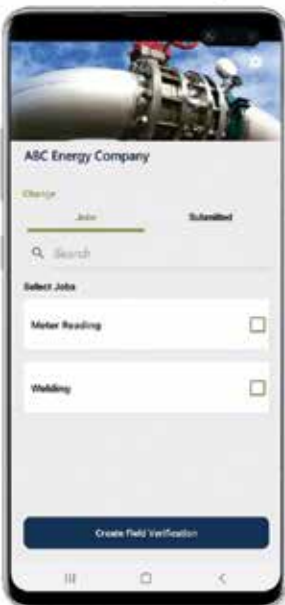 ABC Energy Company
Change
Jobs Submitted
Search
Select Jobs
Meter Reading
Welding
Create Field Verification